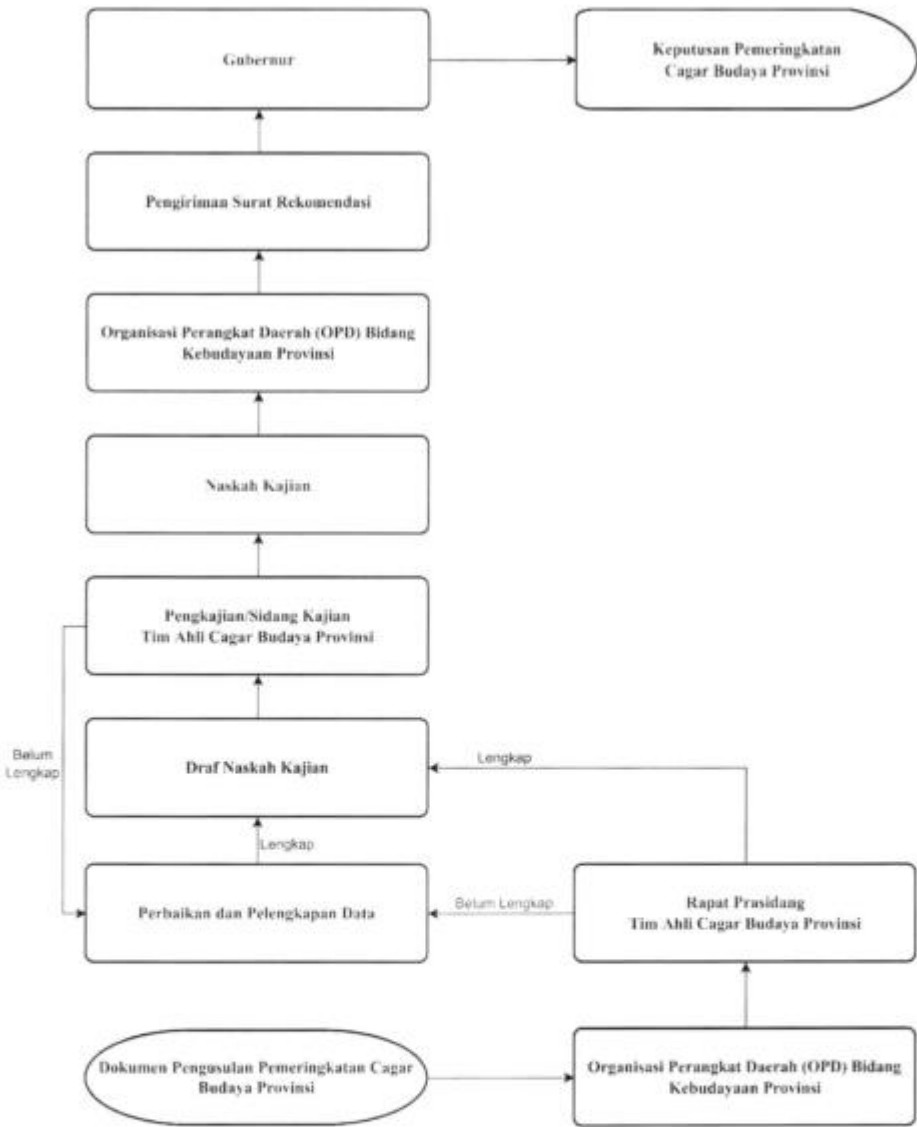 Gubernur
Keputusan Pemeringkatan
Cagar Budaya Provinsi
Pengiriman Surat Rekomendasi
Organisasi Perangkat Daerah (OPD) Bidang
Kebudayaan Provinsi
Naskah Kajian
Pengkajian/Sidang Kajian
Tim Ahli Cagar Budaya Provinsi
Belum
Lengkap
Draf Naskah Kajian
Lengkap
Lengkap
Perbaikan dan Pelengkapan Data
Belum Lengkap
Rapat Prasidang
Tim Ahli Cagar Budaya Provinsi
Dokumen Pengusulan Pemeringkatan Cagar
Budaya Provinsi
Organisasi Perangkat Daerah (OPD) Bidang
Kebudayaan Provinsi